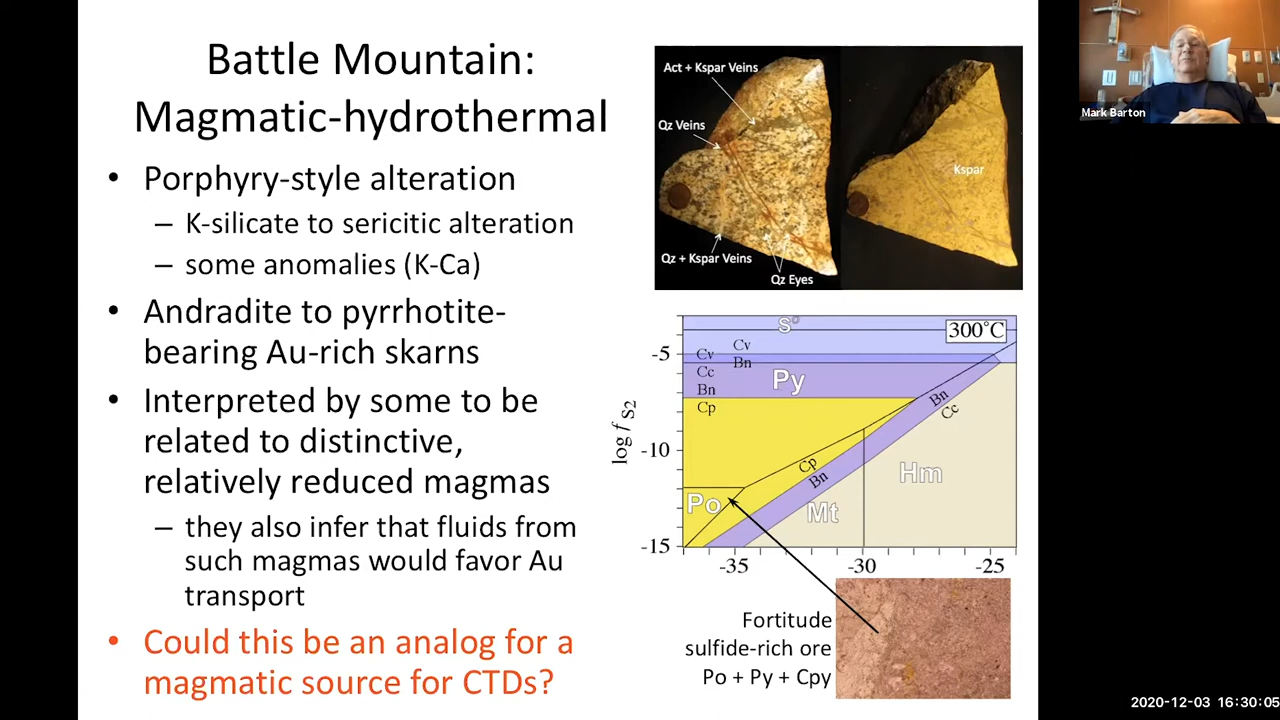 Battle Mountain:
Magmatic-hydrothermal
• Porphyry-style alteration
– K-silicate to sericitic alteration
– some anomalies (K-Ca)
• Andradite to pyrrhotite-
bearing Au-rich skarns
• Interpreted by some to be
related to distinctive,
relatively reduced magmas
– they also infer that fluids from
such magmas would favor Au
transport
• Could this be an analog for a
magmatic source for CTDs?
Act + Kspar Veins
Qz Veins
Qz + Kspar Veins
Qz Eyes
Kspar
S°
300°C
-5
Cv
Cv
Bn
Cc
Py
Bn
Cp
Bn
Cc
log f S2
-10
Cp
Bn
Hm
Po
Mt
-15
-35
-30
-25
Fortitude
sulfide-rich ore
Po + Py + Cpy
Mark Barton
2020-12-03 16:30:05